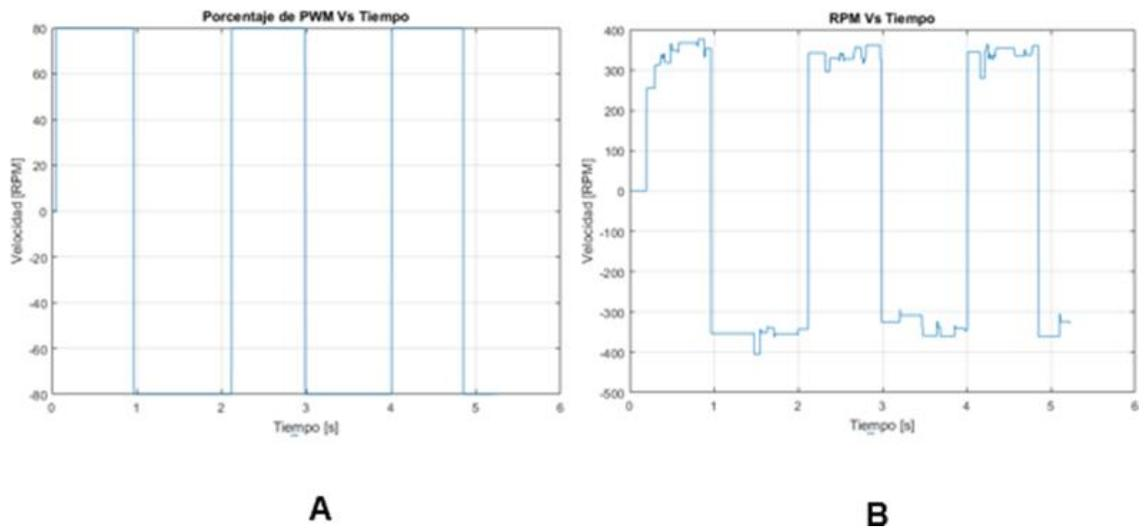 Porcentaje de PWM Vs Tiempo
80
60
40
20
0
-20
-40
-60
-80
Velocidad [RPM]
0 1 2 3 4 5 6
Tiempo [s]
A
RPM Vs Tiempo
400
300
200
100
0
-100
-200
-300
-400
-500
Velocidad [RPM]
0 1 2 3 4 5 6
Tiempo [s]
B